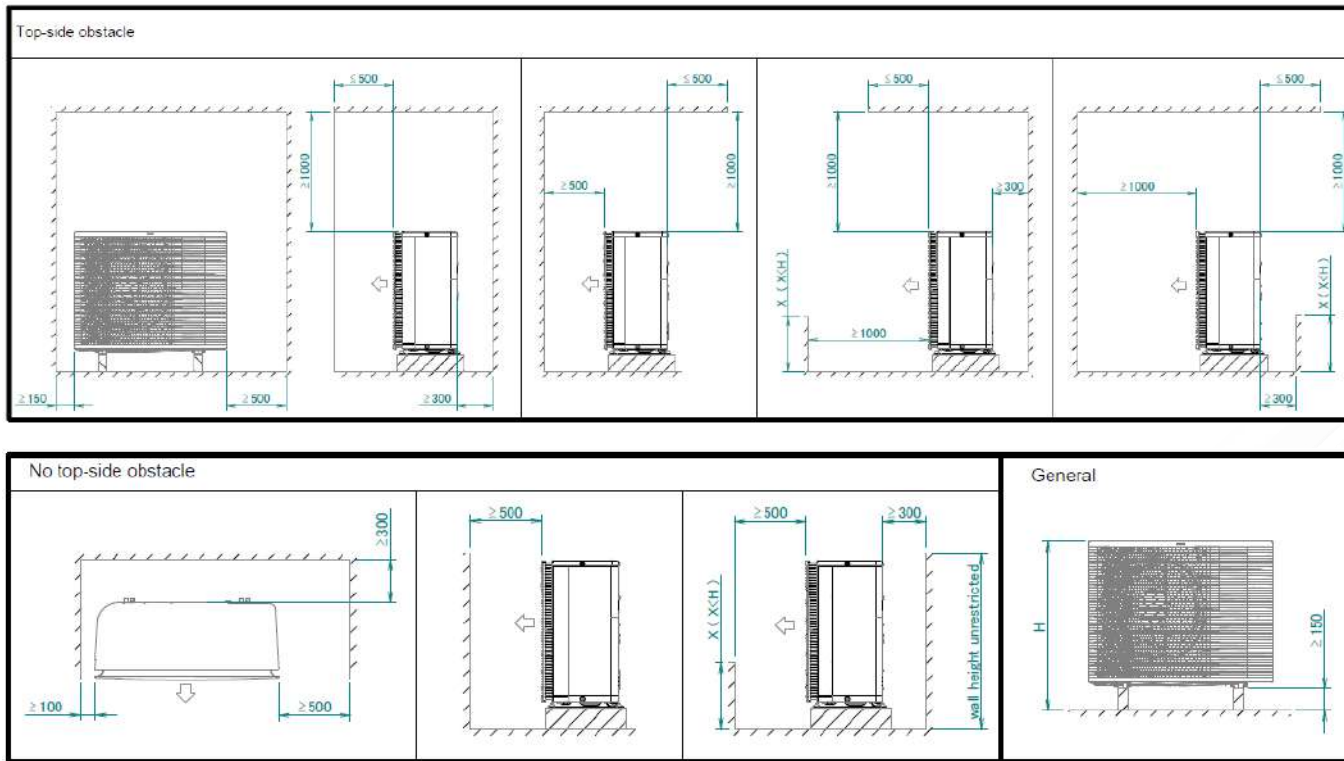 Top-side obstacle
≤500
≤500
≤500
≤500
≥1000
≥500
≥1000
≥1000
≥300
≥1000
≥1000
X ( X<H )
≥1000
X ( X<H )
≥150
≥500
≥300
≥300
No top-side obstacle
General
≥300
≥500
≥500
≥300
X ( X<H )
wall height unrestricted
H
≥150
≥100
≥500